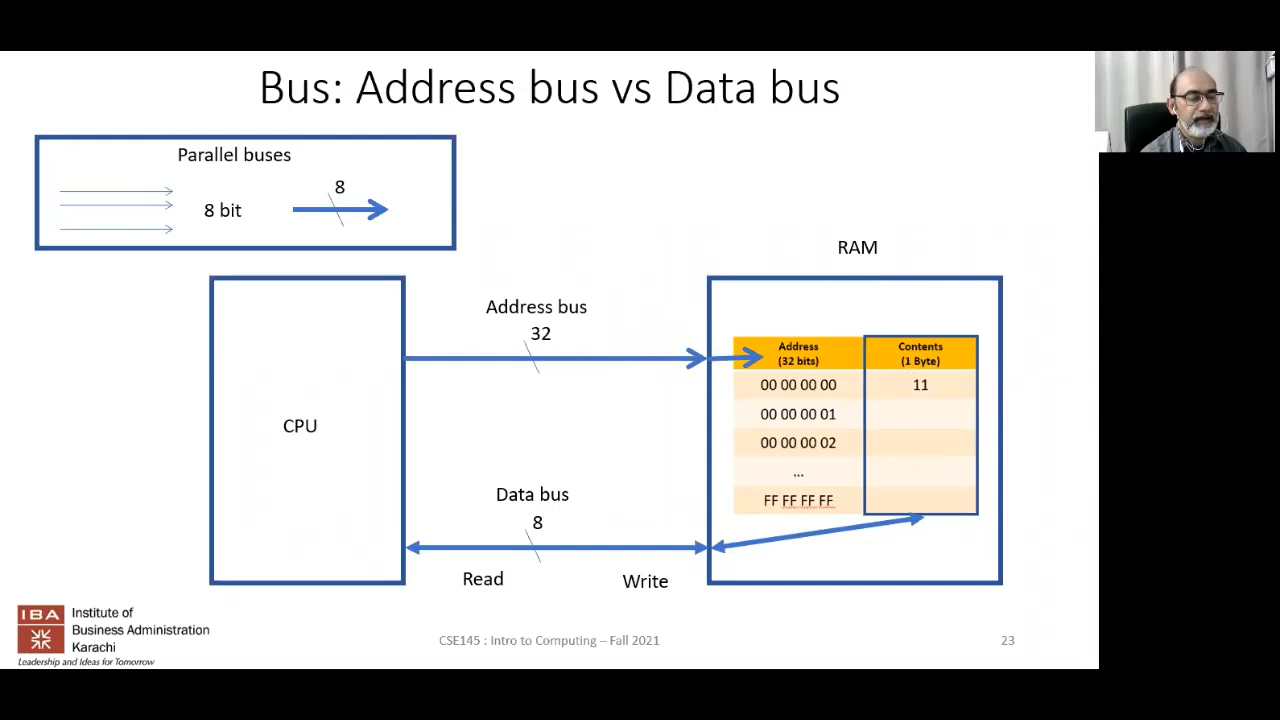 Bus: Address bus vs Data bus
Parallel buses
8
8 bit
RAM
Address bus
32
Address
(32 bits)
Contents
(1 Byte)
00 00 00 00
11
00 00 00 01
00 00 00 02
...
FF FF FF FF
CPU
Data bus
8
Read
Write
IBA
Institute of
Business Administration
Karachi
Leadership and Ideas for Tomorrow
CSE145 : Intro to Computing – Fall 2021
23